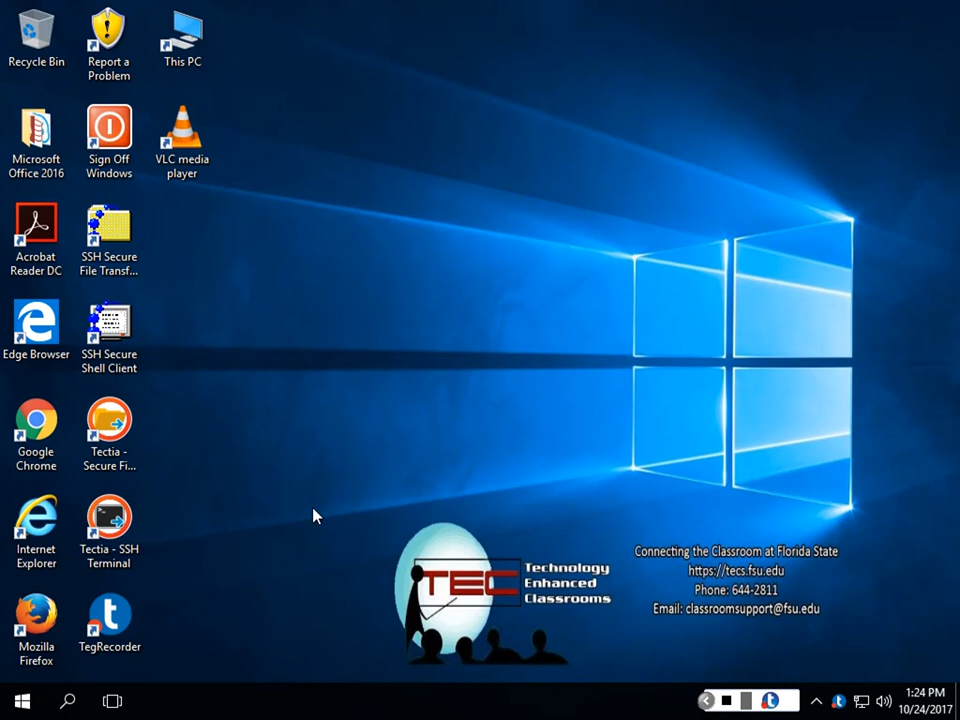 Recycle Bin
Report a
Problem
This PC
Microsoft
Office 2016
Sign Off
Windows
VLC media
player
Acrobat
Reader DC
SSH Secure
File Transf...
Edge Browser
SSH Secure
Shell Client
Google
Chrome
Tectia -
Secure Fi...
Internet
Explorer
Tectia - SSH
Terminal
Mozilla
Firefox
TegRecorder
TEC
Technology
Enhanced
Classrooms
Connecting the Classroom at Florida State
https://tecs.fsu.edu
Phone: 644-2811
Email: classroomsupport@fsu.edu
1:24 PM
10/24/2017